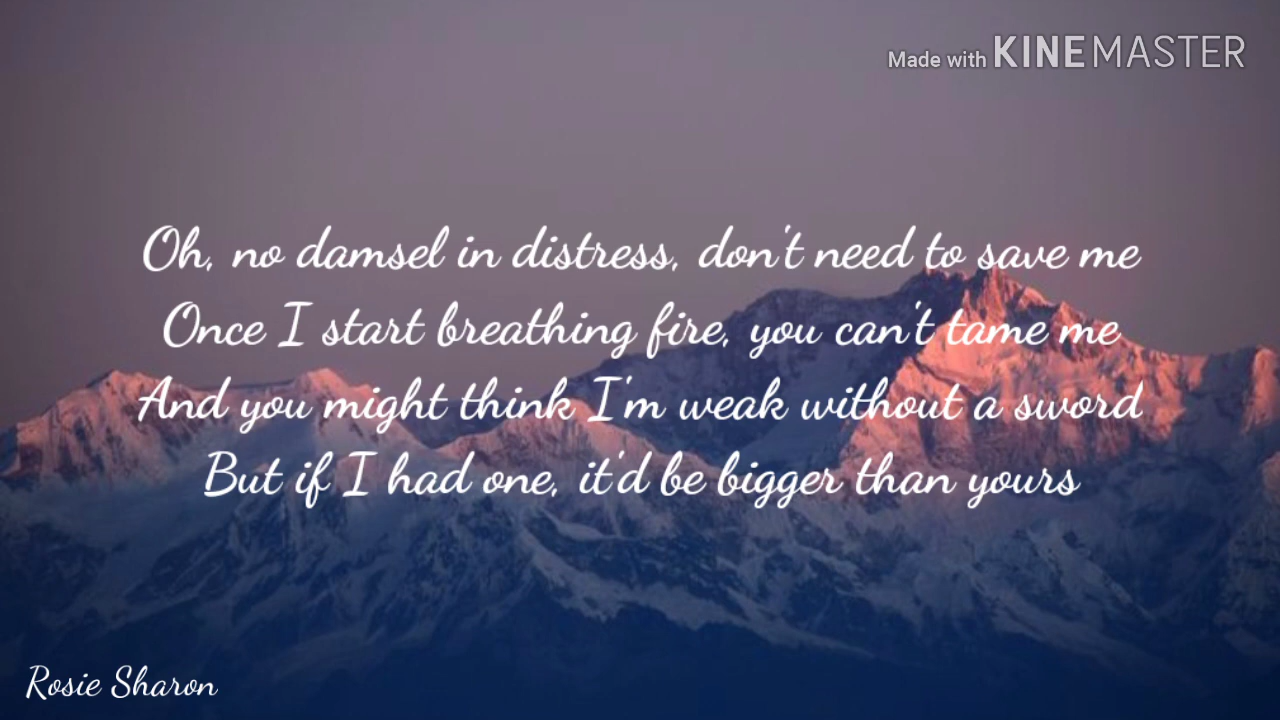 Made with KINEMASTER
Oh, no damsel in distress, don't need to save me
Once I start breathing fire, you can't tame me
And you might think I'm weak without a sword
But if I had one, it'd be bigger than yours
Rosie Sharon